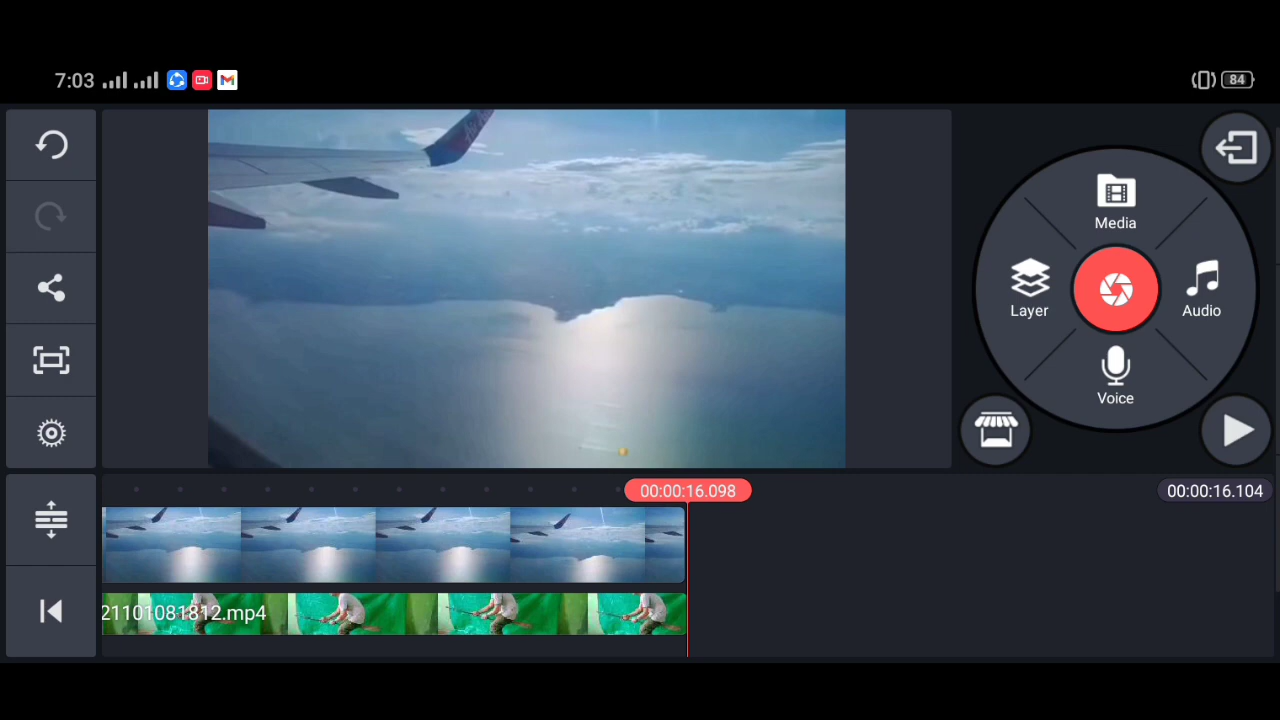 7:03
84
Media
Layer
Audio
Voice
00:00:16.098
00:00:16.104
21101081812.mp4